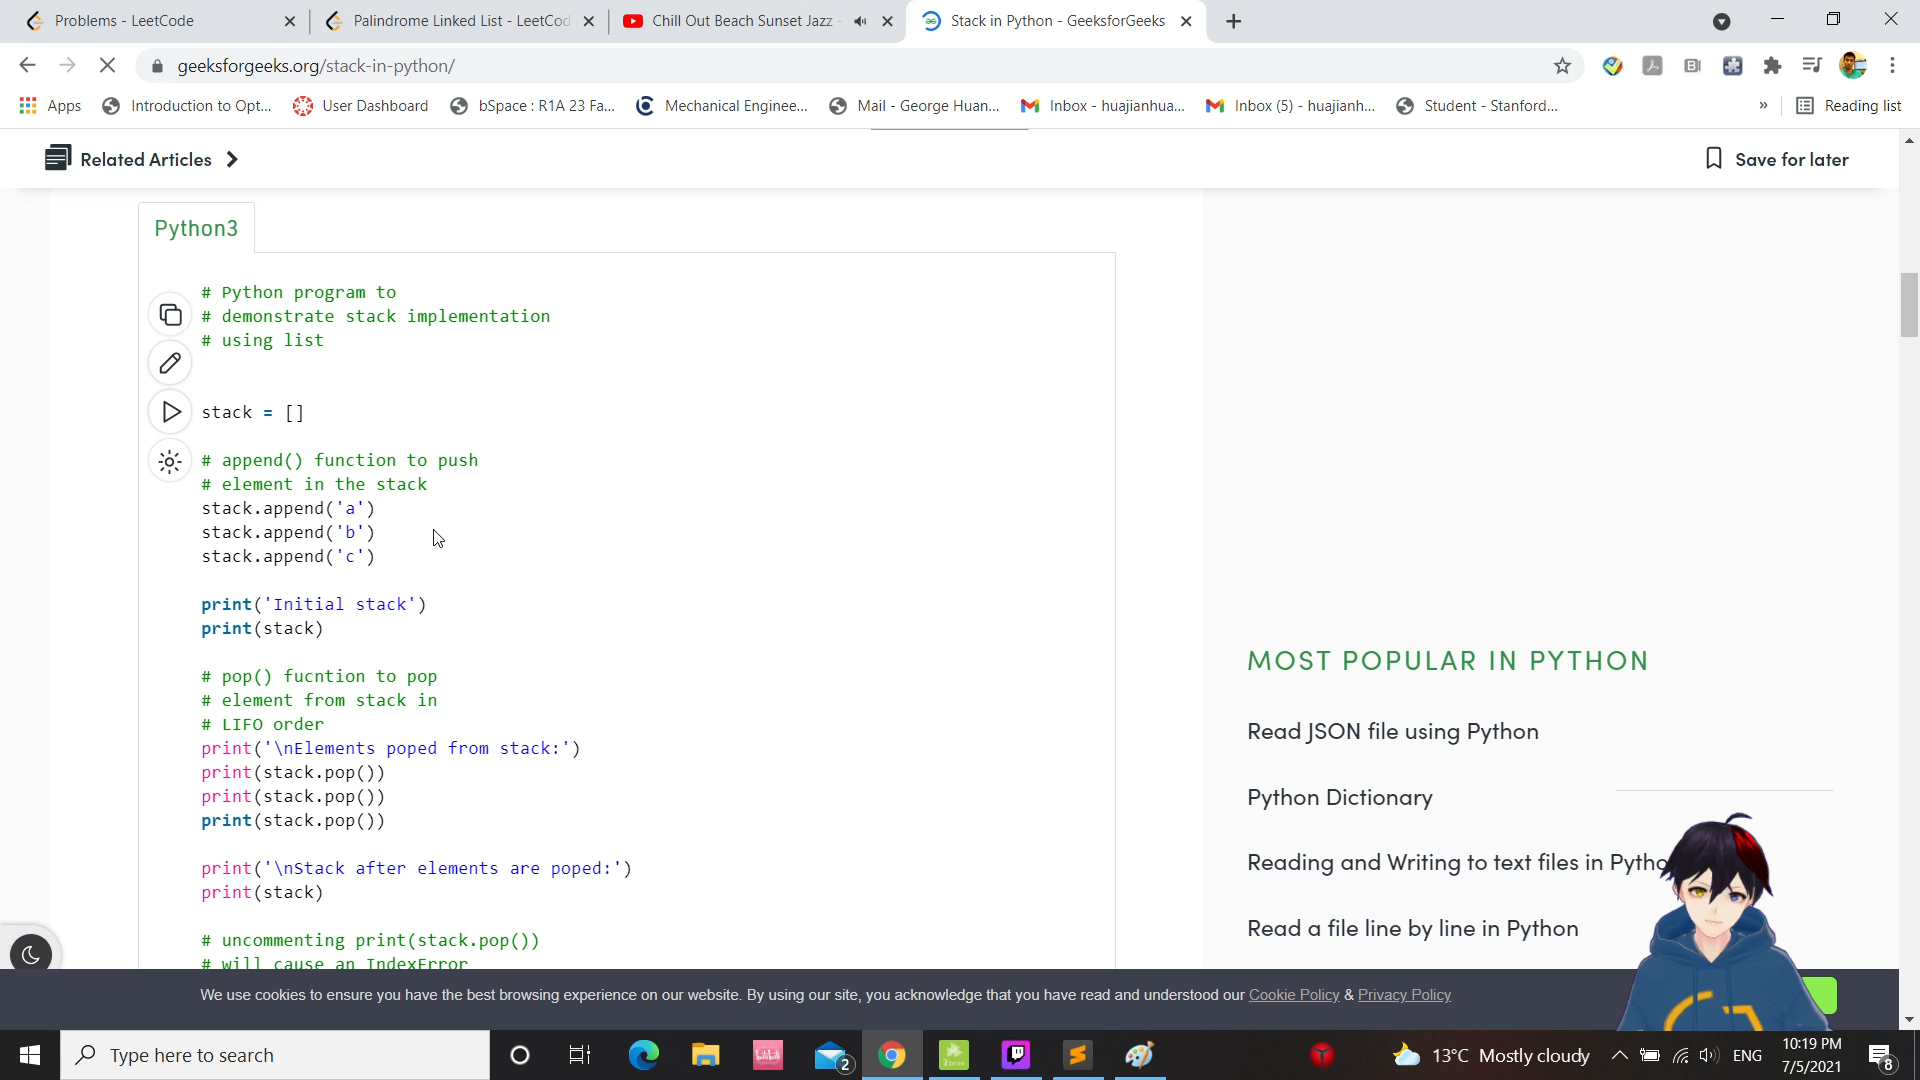 Problems - LeetCode
Palindrome Linked List - LeetCod
Chill Out Beach Sunset Jazz -
Stack in Python - GeeksforGeeks
geeksforgeeks.org/stack-in-python/
Apps
Introduction to Opt...
User Dashboard
bSpace : R1A 23 Fa...
Mechanical Enginee...
Mail - George Huan...
Inbox - huajianhua...
Inbox (5) - huajianh...
Student - Stanford...
»
Reading list
Related Articles
Save for later
Python3
# Python program to
# demonstrate stack implementation
# using list
stack = []
# append() function to push
# element in the stack
stack.append('a')
stack.append('b')
stack.append('c')
print('Initial stack')
print(stack)
# pop() fucntion to pop
# element from stack in
# LIFO order
print('\nElements poped from stack:')
print(stack.pop())
print(stack.pop())
print(stack.pop())
print('\nStack after elements are poped:')
print(stack)
# uncommenting print(stack.pop())
# will cause an IndexError
MOST POPULAR IN PYTHON
Read JSON file using Python
Python Dictionary
Reading and Writing to text files in Pytho
Read a file line by line in Python
We use cookies to ensure you have the best browsing experience on our website. By using our site, you acknowledge that you have read and understood our Cookie Policy & Privacy Policy
Type here to search
2
13°C Mostly cloudy
ENG
10:19 PM
7/5/2021
8